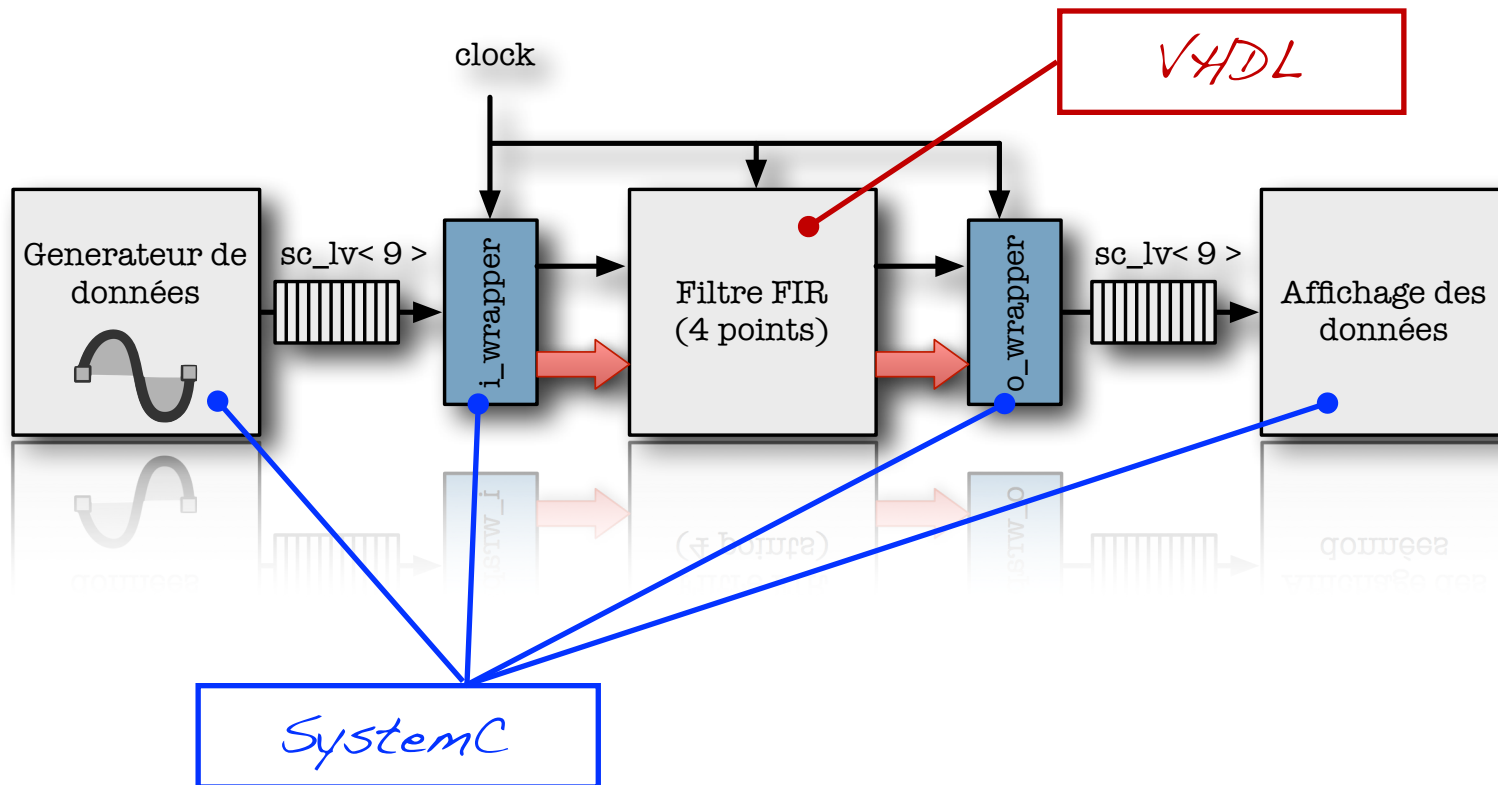 VHDL
clock
Generateur de
données
sc_lv< 9 >
i_wrapper
Filtre FIR
(4 points)
o_wrapper
sc_lv< 9 >
Affichage des
données
SystemC